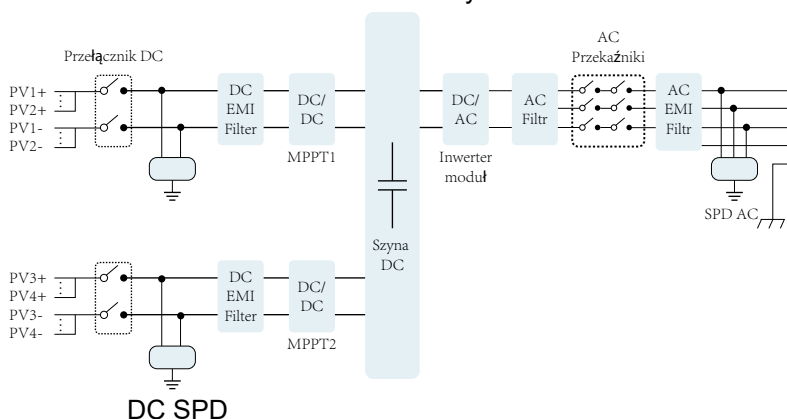 Przełącznik DC
AC
Przekaźniki
PV1+
PV2+
PV1-
PV2-
DC
EMI
Filter
DC/
DC
MPPT1
DC/
AC
Inwerter
moduł
AC
Filtr
AC
EMI
Filtr
SPD AC
Szyna
DC
PV3+
PV4+
PV3-
PV4-
DC
EMI
Filter
DC/
DC
MPPT2
DC SPD